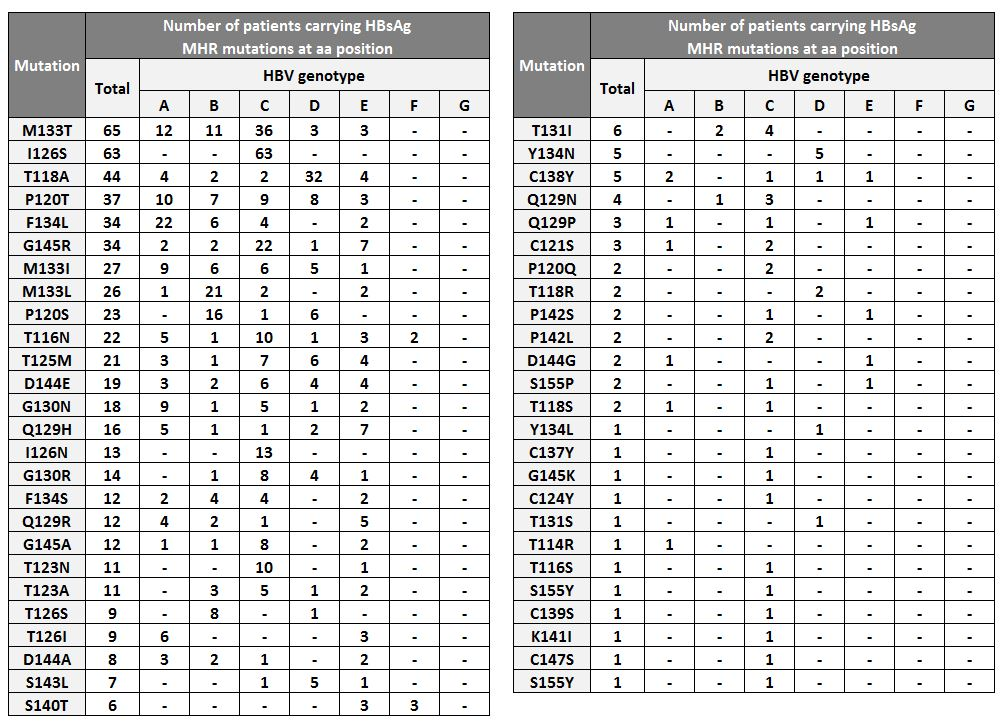 Mutation
Number of patients carrying HBsAg
MHR mutations at aa position
Total
HBV genotype
A B C D E F G
M133T 65 12 11 36 3 3 - -
I126S 63 - - 63 - - - -
T118A 44 4 2 2 32 4 - -
P120T 37 10 7 9 8 3 - -
F134L 34 22 6 4 - 2 - -
G145R 34 2 2 22 1 7 - -
M133I 27 9 6 6 5 1 - -
M133L 26 1 21 2 - 2 - -
P120S 23 - 16 1 6 - - -
T116N 22 5 1 10 1 3 2 -
T125M 21 3 1 7 6 4 - -
D144E 19 3 2 6 4 4 - -
G130N 18 9 1 5 1 2 - -
Q129H 16 5 1 1 2 7 - -
I126N 13 - - 13 - - - -
G130R 14 - 1 8 4 1 - -
F134S 12 2 4 4 - 2 - -
Q129R 12 4 2 1 - 5 - -
G145A 12 1 1 8 - 2 - -
T123N 11 - - 10 - 1 - -
T123A 11 - 3 5 1 2 - -
T126S 9 - 8 - 1 - - -
T126I 9 6 - - - 3 - -
D144A 8 3 2 1 - 2 - -
S143L 7 - - 1 5 1 - -
S140T 6 - - - - 3 3 -
Mutation
Number of patients carrying HBsAg
MHR mutations at aa position
Total
HBV genotype
A B C D E F G
T131I 6 - 2 4 - - - -
Y134N 5 - - - 5 - - -
C138Y 5 2 - 1 1 1 - -
Q129N 4 - 1 3 - - - -
Q129P 3 1 - 1 - 1 - -
C121S 3 1 - 2 - - - -
P120Q 2 - - 2 - - - -
T118R 2 - - - 2 - - -
P142S 2 - - 1 - 1 - -
P142L 2 - - 2 - - - -
D144G 2 1 - - - 1 - -
S155P 2 - - 1 - 1 - -
T118S 2 1 - 1 - - - -
Y134L 1 - - - 1 - - -
C137Y 1 - - 1 - - - -
G145K 1 - - 1 - - - -
C124Y 1 - - 1 - - - -
T131S 1 - - - 1 - - -
T114R 1 1 - - - - - -
T116S 1 - - 1 - - - -
S155Y 1 - - 1 - - - -
C139S 1 - - 1 - - - -
K141I 1 - - 1 - - - -
C147S 1 - - 1 - - - -
S155Y 1 - - 1 - - - -